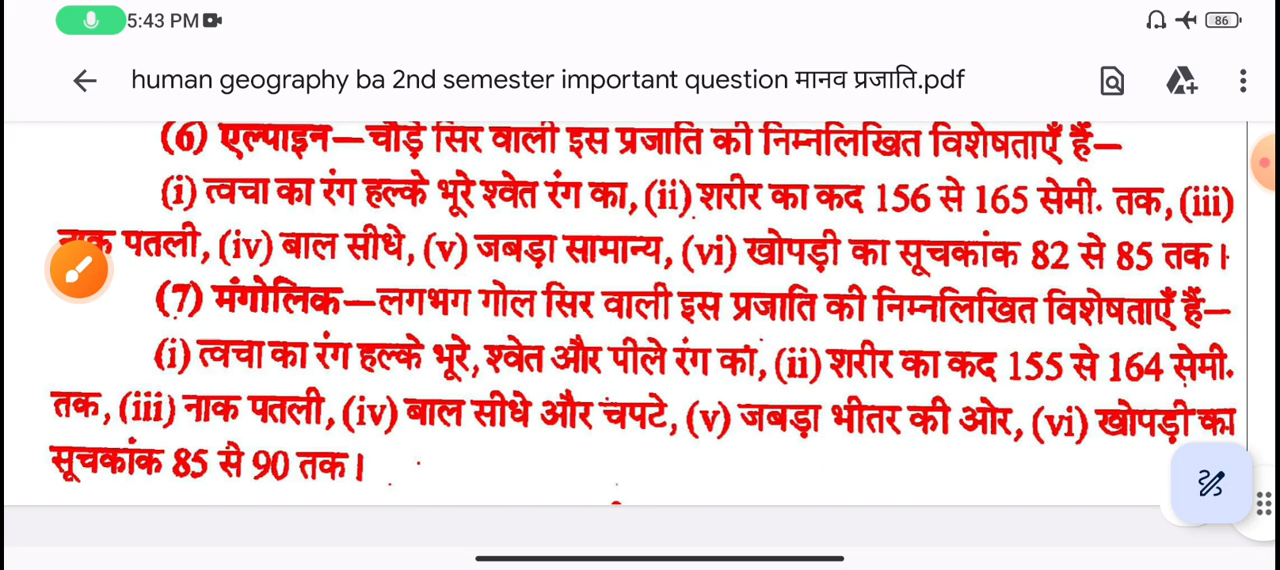 5:43 PM
86
human geography ba 2nd semester important question मानव प्रजाति.pdf
(6) एल्पाइन—चौड़े सिर वाली इस प्रजाति की निम्नलिखित विशेषताएँ हैं—
(i) त्वचा का रंग हल्के भूरे श्वेत रंग का, (ii) शरीर का कद 156 से 165 सेमी. तक, (iii)
नाक पतली, (iv) बाल सीधे, (v) जबड़ा सामान्य, (vi) खोपड़ी का सूचकांक 82 से 85 तक।
(7) मंगोलिक—लगभग गोल सिर वाली इस प्रजाति की निम्नलिखित विशेषताएँ हैं—
(i) त्वचा का रंग हल्के भूरे, श्वेत और पीले रंग का, (ii) शरीर का कद 155 से 164 सेमी.
तक, (iii) नाक पतली, (iv) बाल सीधे और चपटे, (v) जबड़ा भीतर की ओर, (vi) खोपड़ी का
सूचकांक 85 से 90 तक।